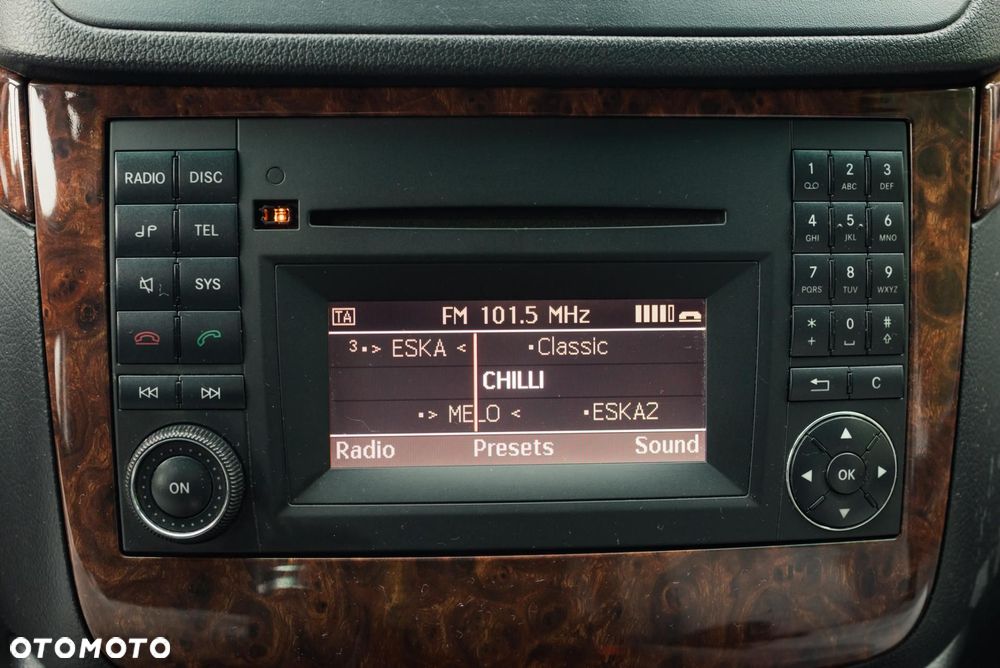 RADIO DISC
TEL
SYS
ON
TA FM 101.5 MHz
3 > ESKA < Classic
CHILLI
> MELO < ESKA2
Radio Presets Sound
1 2 ABC 3 DEF
4 GHI 5 JKL 6 MNO
7 PQRS 8 TUV 9 WXYZ
* + 0 #
C
OK
OTOMOTO